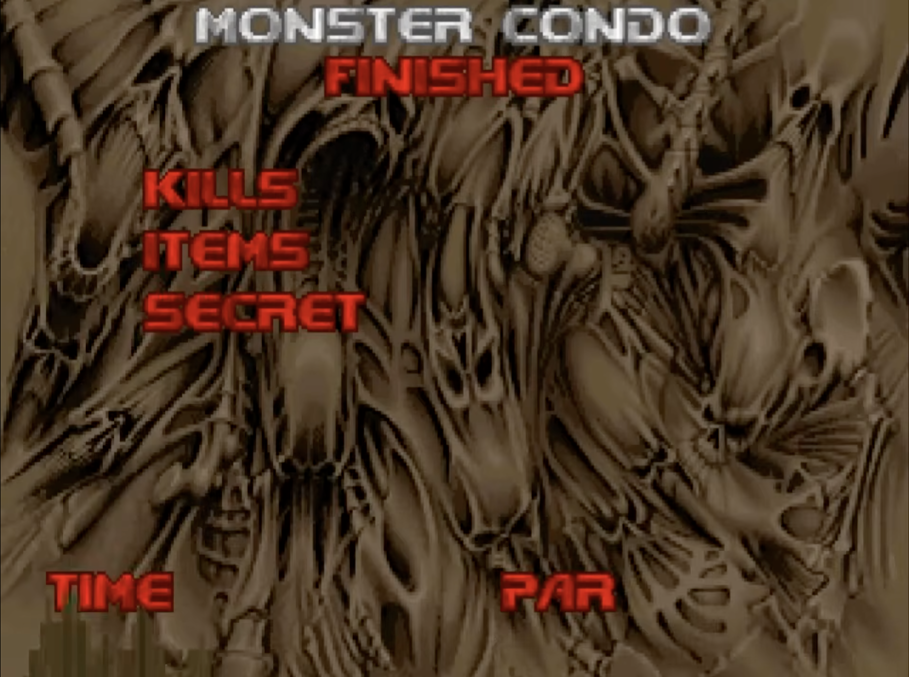 MONSTER CONDO
FINISHED
KILLS
ITEMS
SECRET
TIME PAR